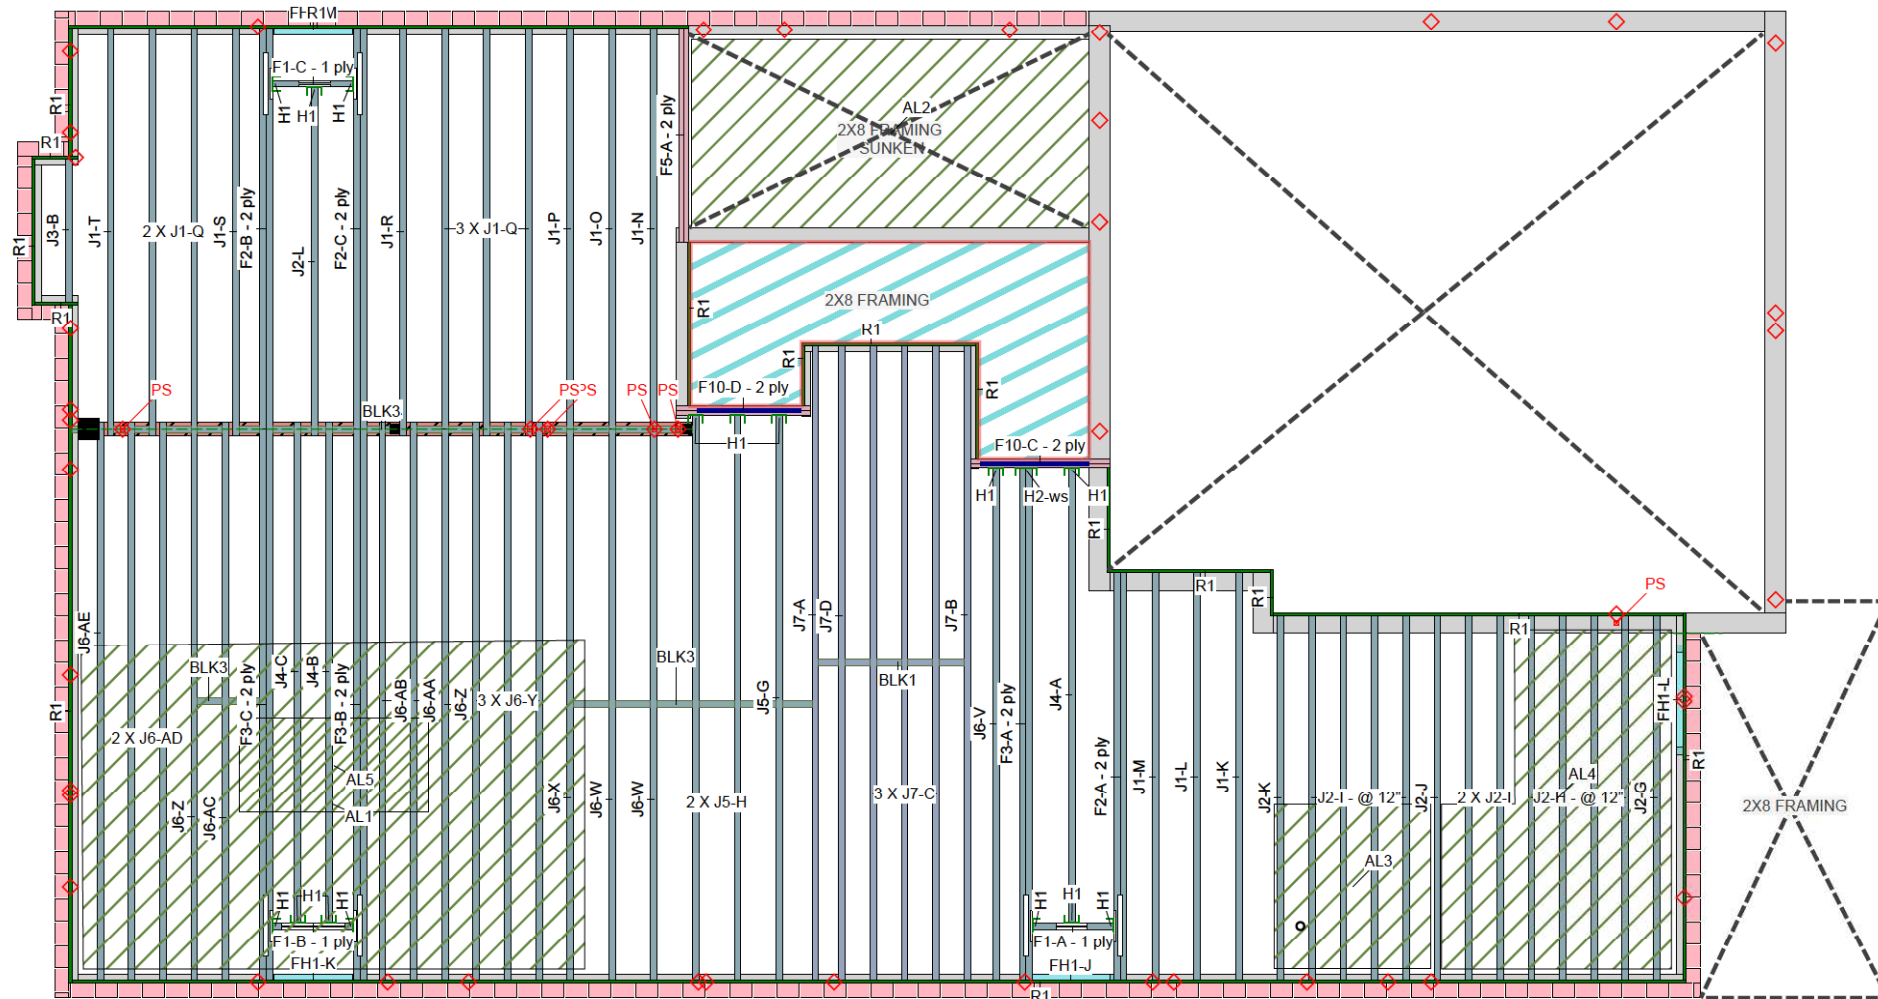 R1
F1-C - 1 ply
H1
H1
H1
R1
R1
R1
R1
J3-B
J1-T
2 X J1-Q
J1-S
F2-B - 2 ply
J2-L
F2-C - 2 ply
J1-R
3 X J1-Q
J1-P
J1-O
J1-N
F5-A - 2 ply
AL2
2X8 FRAMING
SUNKEN
2X8 FRAMING
R1
R1
R1
R1
F10-D - 2 ply
H1
F10-C - 2 ply
H1
H2-ws
H1
R1
PS
PS
PS
PS
PS
BLK3
R1
R1
PS
R1
J6-AE
BLK3
F3-C - 2 ply
J4-C
J4-B
F3-B - 2 ply
J6-AB
J6-AA
J6-Z
3 X J6-Y
BLK3
J5-G
J7-A
J7-D
J7-B
BLK1
J6-V
F3-A - 2 ply
J4-A
FH1-L
R1
R1
2 X J6-AD
J6-Z
J6-AC
AL5
AL1
J6-X
J6-W
J6-W
2 X J5-H
3 X J7-C
F2-A - 2 ply
J1-M
J1-L
J1-K
J2-K
J2-I - @ 12"
J2-J
2 X J2-I
AL4
J2-H - @ 12"
J2-G
2X8 FRAMING
AL3
H1
H1
H1
F1-B - 1 ply
FH1-K
H1
H1
H1
F1-A - 1 ply
FH1-J
R1